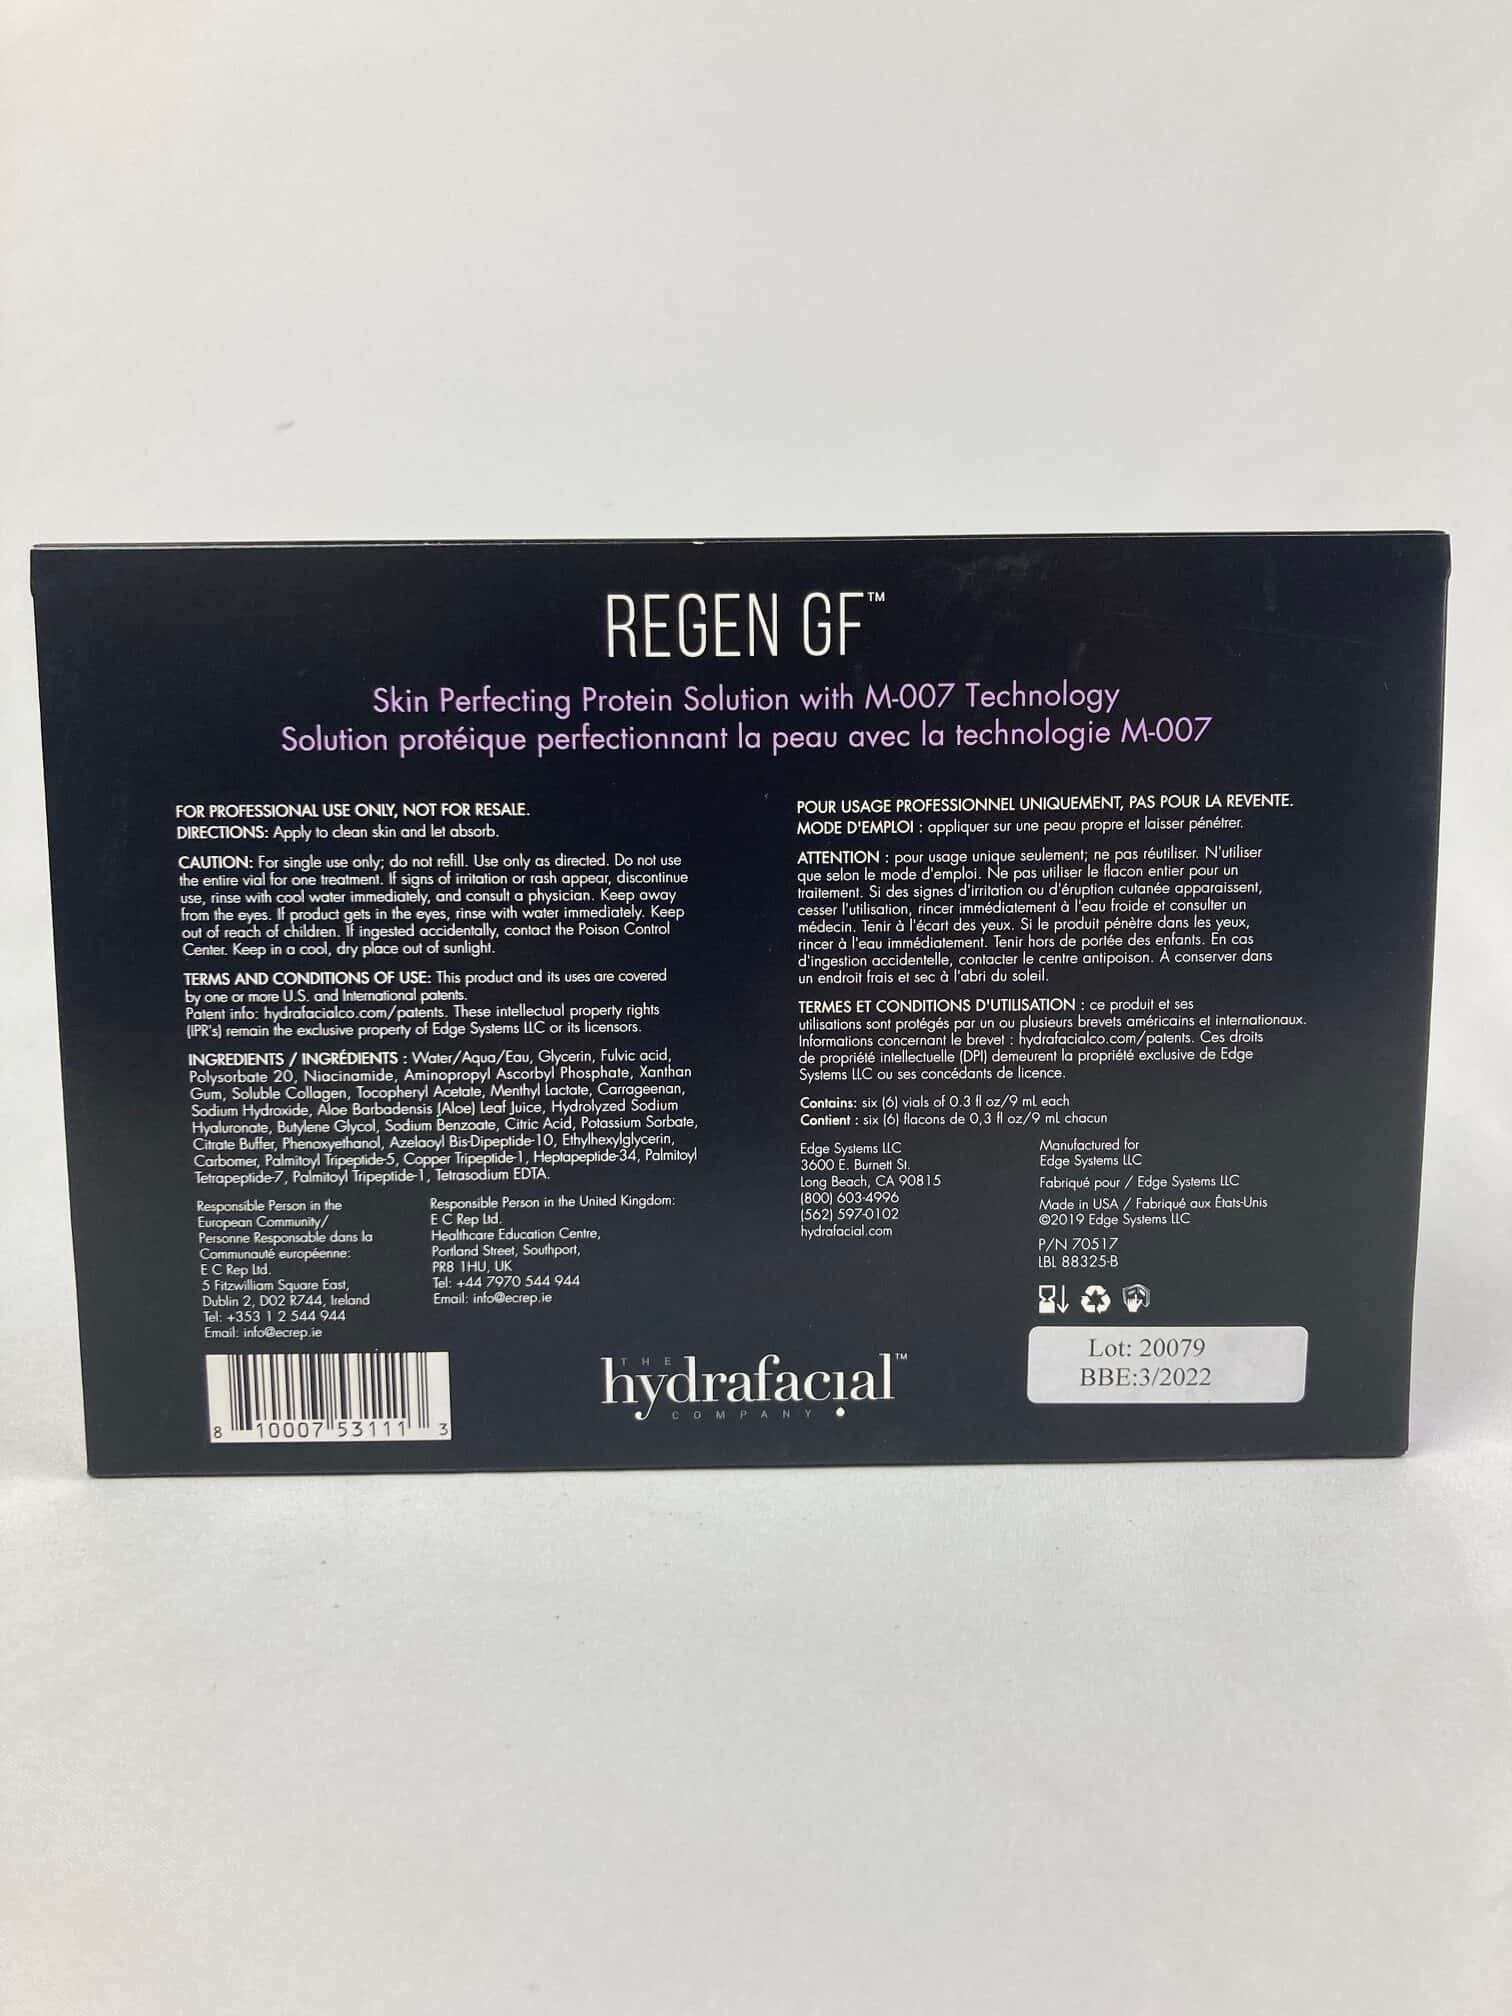 REGEN GF™
Skin Perfecting Protein Solution with M-007 Technology
Solution protéique perfectionnant la peau avec la technologie M-007
FOR PROFESSIONAL USE ONLY, NOT FOR RESALE.
DIRECTIONS: Apply to clean skin and let absorb.
CAUTION: For single use only; do not refill. Use only as directed. Do not use
the entire vial for one treatment. If signs of irritation or rash appear, discontinue
use, rinse with cool water immediately, and consult a physician. Keep away
from the eyes. If product gets in the eyes, rinse with water immediately. Keep
out of reach of children. If ingested accidentally, contact the Poison Control
Center. Keep in a cool, dry place out of sunlight.
TERMS AND CONDITIONS OF USE: This product and its uses are covered
by one or more U.S. and International patents.
Patent info: hydrafacialco.com/patents. These intellectual property rights
(IPR's) remain the exclusive property of Edge Systems LLC or its licensors.
INGREDIENTS / INGRÉDIENTS : Water/Aqua/Eau, Glycerin, Fulvic acid,
Polysorbate 20, Niacinamide, Aminopropyl Ascorbyl Phosphate, Xanthan
Gum, Soluble Collagen, Tocopheryl Acetate, Menthyl Lactate, Carrageenan,
Sodium Hydroxide, Aloe Barbadensis (Aloe) Leaf Juice, Hydrolyzed Sodium
Hyaluronate, Butylene Glycol, Sodium Benzoate, Citric Acid, Potassium Sorbate,
Citrate Buffer, Phenoxyethanol, Azelaoyl Bis-Dipeptide-10, Ethylhexylglycerin,
Carbomer, Palmitoyl Tripeptide-5, Copper Tripeptide-1, Heptapeptide-34, Palmitoyl
Tetrapeptide-7, Palmitoyl Tripeptide-1, Tetrasodium EDTA.
Responsible Person in the
European Community/
Personne Responsable dans la
Communauté européenne:
E C Rep Ltd.
5 Fitzwilliam Square East,
Dublin 2, D02 R744, Ireland
Tel: +353 1 2 544 944
Email: info@ecrep.ie
Responsible Person in the United Kingdom:
E C Rep Ltd.
Healthcare Education Centre,
Portland Street, Southport,
PR8 1HU, UK
Tel: +44 7970 544 944
Email: info@ecrep.ie
POUR USAGE PROFESSIONNEL UNIQUEMENT, PAS POUR LA REVENTE.
MODE D'EMPLOI : appliquer sur une peau propre et laisser pénétrer.
ATTENTION : pour usage unique seulement; ne pas réutiliser. N'utiliser
que selon le mode d'emploi. Ne pas utiliser le flacon entier pour un
traitement. Si des signes d'irritation ou d'éruption cutanée apparaissent,
cesser l'utilisation, rincer immédiatement à l'eau froide et consulter un
médecin. Tenir à l'écart des yeux. Si le produit pénètre dans les yeux,
rincer à l'eau immédiatement. Tenir hors de portée des enfants. En cas
d'ingestion accidentelle, contacter le centre antipoison. À conserver dans
un endroit frais et sec à l'abri du soleil.
TERMES ET CONDITIONS D'UTILISATION : ce produit et ses
utilisations sont protégés par un ou plusieurs brevets américains et internationaux.
Informations concernant le brevet : hydrafacialco.com/patents. Ces droits
de propriété intellectuelle (DPI) demeurent la propriété exclusive de Edge
Systems LLC ou ses concédants de licence.
Contains: six (6) vials of 0.3 fl oz/9 mL each
Contient : six (6) flacons de 0,3 fl oz/9 mL chacun
Edge Systems LLC
3600 E. Burnett St.
Long Beach, CA 90815
(800) 603-4996
(562) 597-0102
hydrafacial.com
Manufactured for
Edge Systems LLC
Fabriqué pour / Edge Systems LLC
Made in USA / Fabriqué aux États-Unis
©2019 Edge Systems LLC
P/N 70517
LBL 88325-B
8 10007 53111 3
THE
hydrafacial™
COMPANY
Lot: 20079
BBE:3/2022